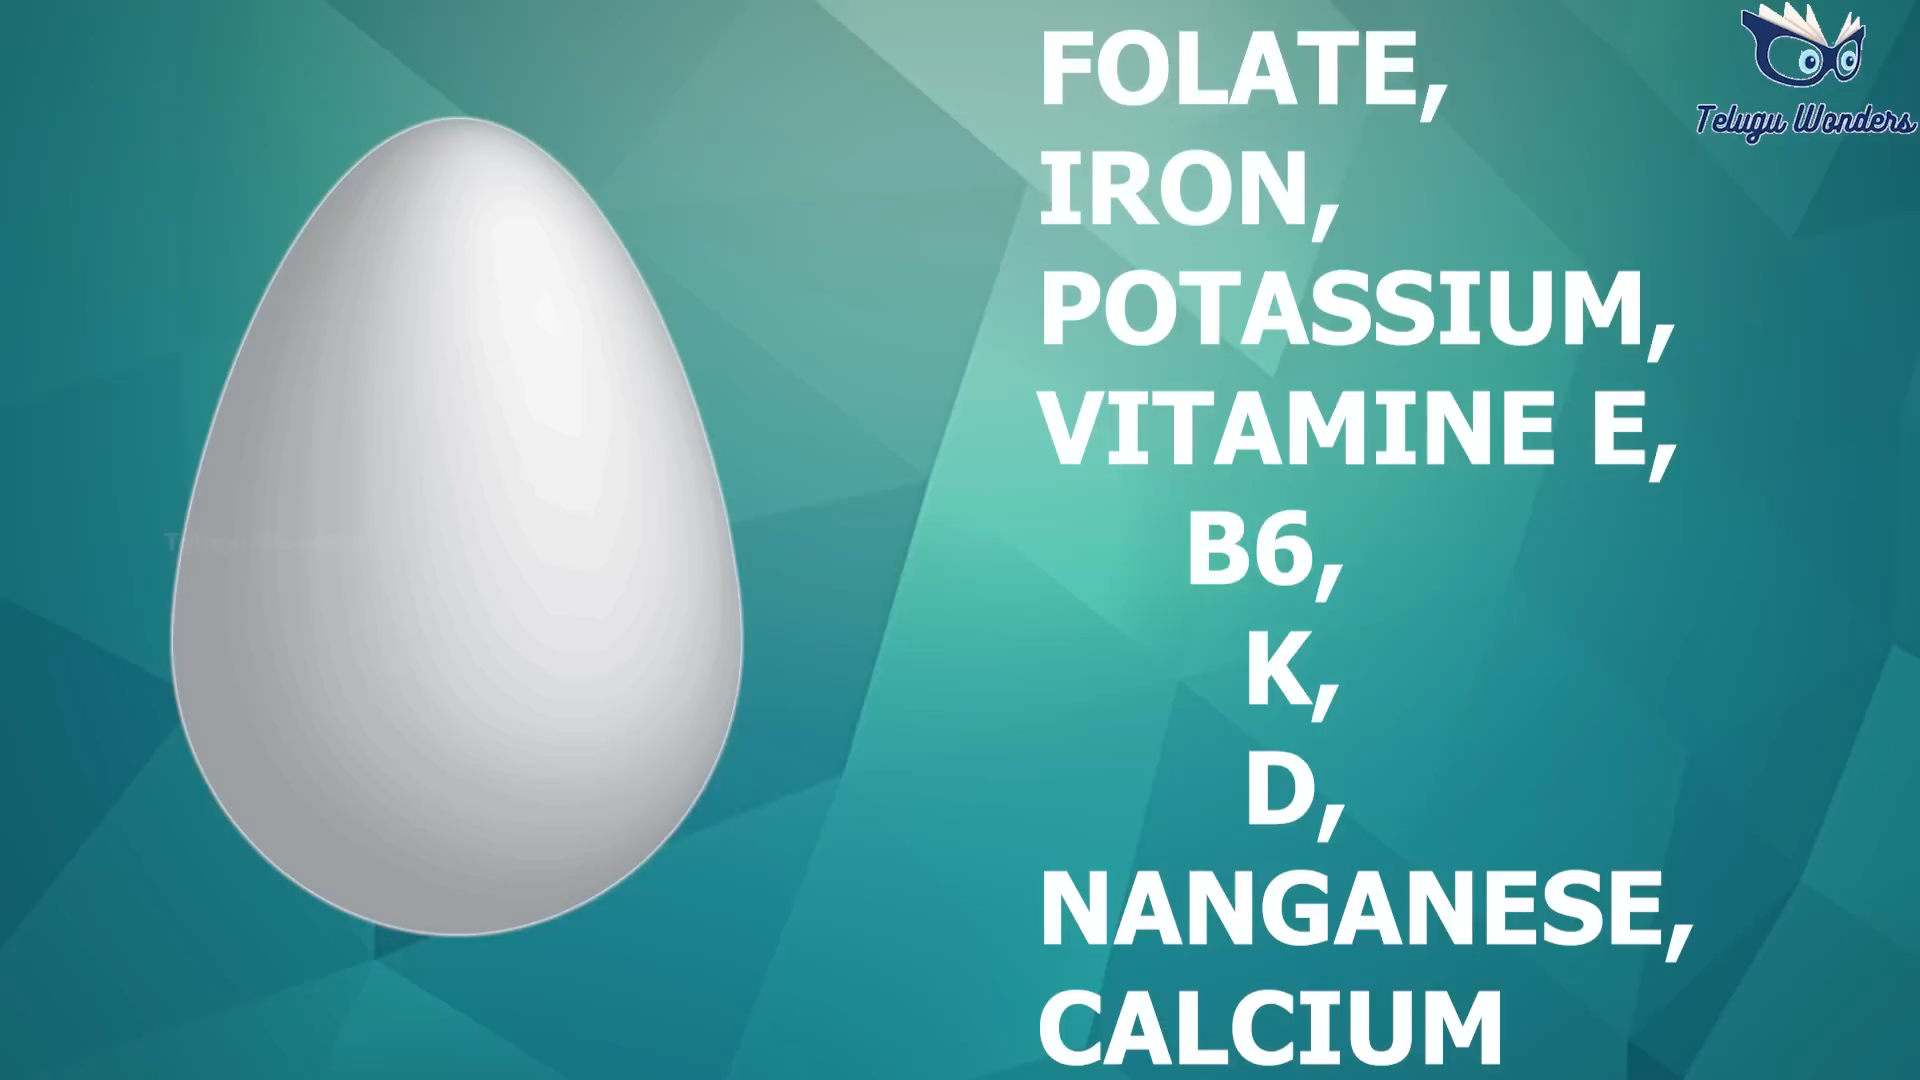 FOLATE,
IRON,
POTASSIUM,
VITAMINE E,
B6,
K,
D,
NANGANESE,
CALCIUM
Telugu Wonders